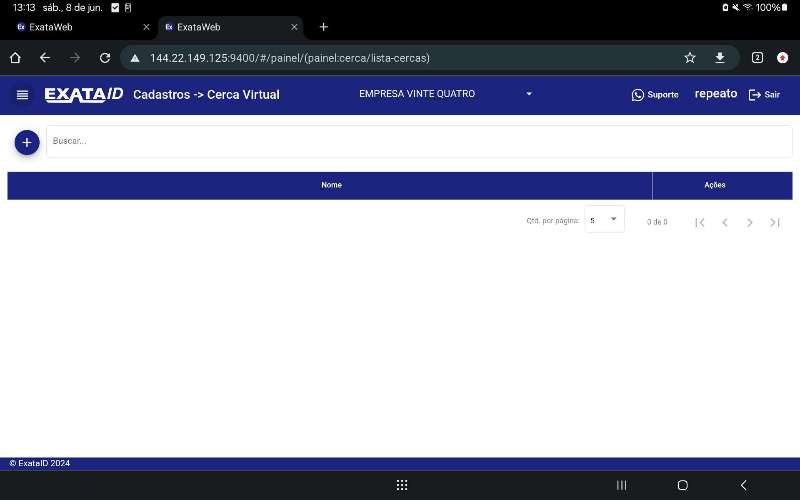 13:13 sáb., 8 de jun. 100%
Ex ExataWeb
Ex ExataWeb
144.22.149.125:9400/#/painel/(painel:cerca/lista-cercas) 2
EXATAID Cadastros -> Cerca Virtual EMPRESA VINTE QUATRO Suporte repeato Sair
Buscar...
Nome Ações
Qtd. por página: 5 0 de 0
© ExataID 2024